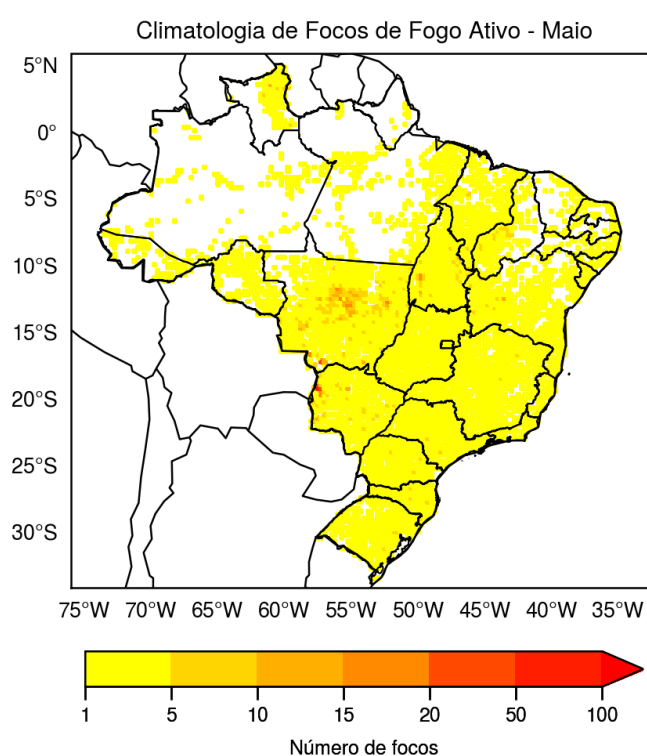 Climatologia de Focos de Fogo Ativo - Maio
5°N
0°
5°S
10°S
15°S
20°S
25°S
30°S
75°W 70°W 65°W 60°W 55°W 50°W 45°W 40°W 35°W
1 5 10 15 20 50 100
Número de focos